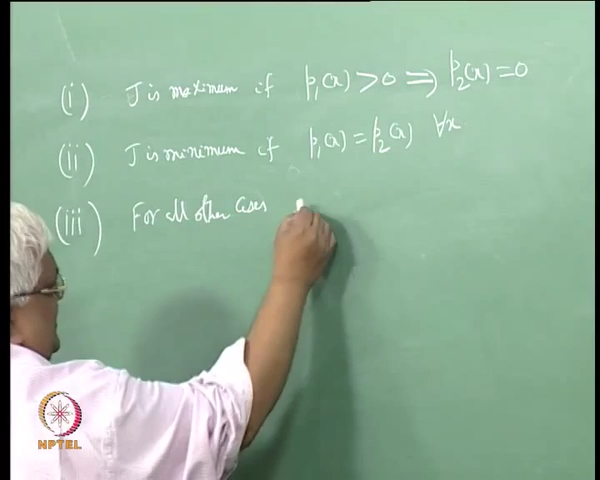 (i) J is maximum if p₁(x) > 0 ⇒ p₂(x) = 0
(ii) J is minimum if p₁(x) = p₂(x) ∀x
(iii) For all other cases
NPTEL